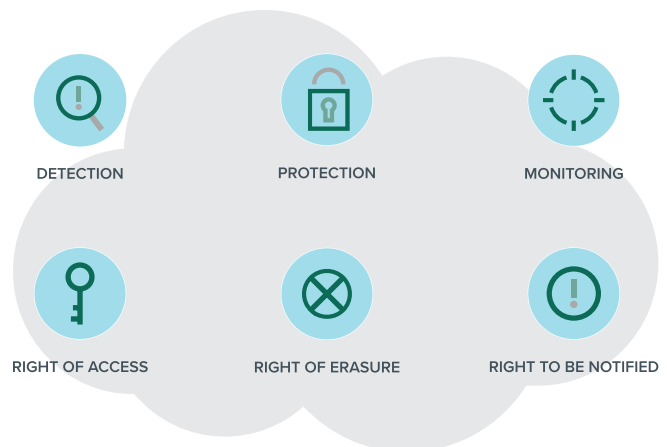 DETECTION
PROTECTION
MONITORING
RIGHT OF ACCESS
RIGHT OF ERASURE
RIGHT TO BE NOTIFIED